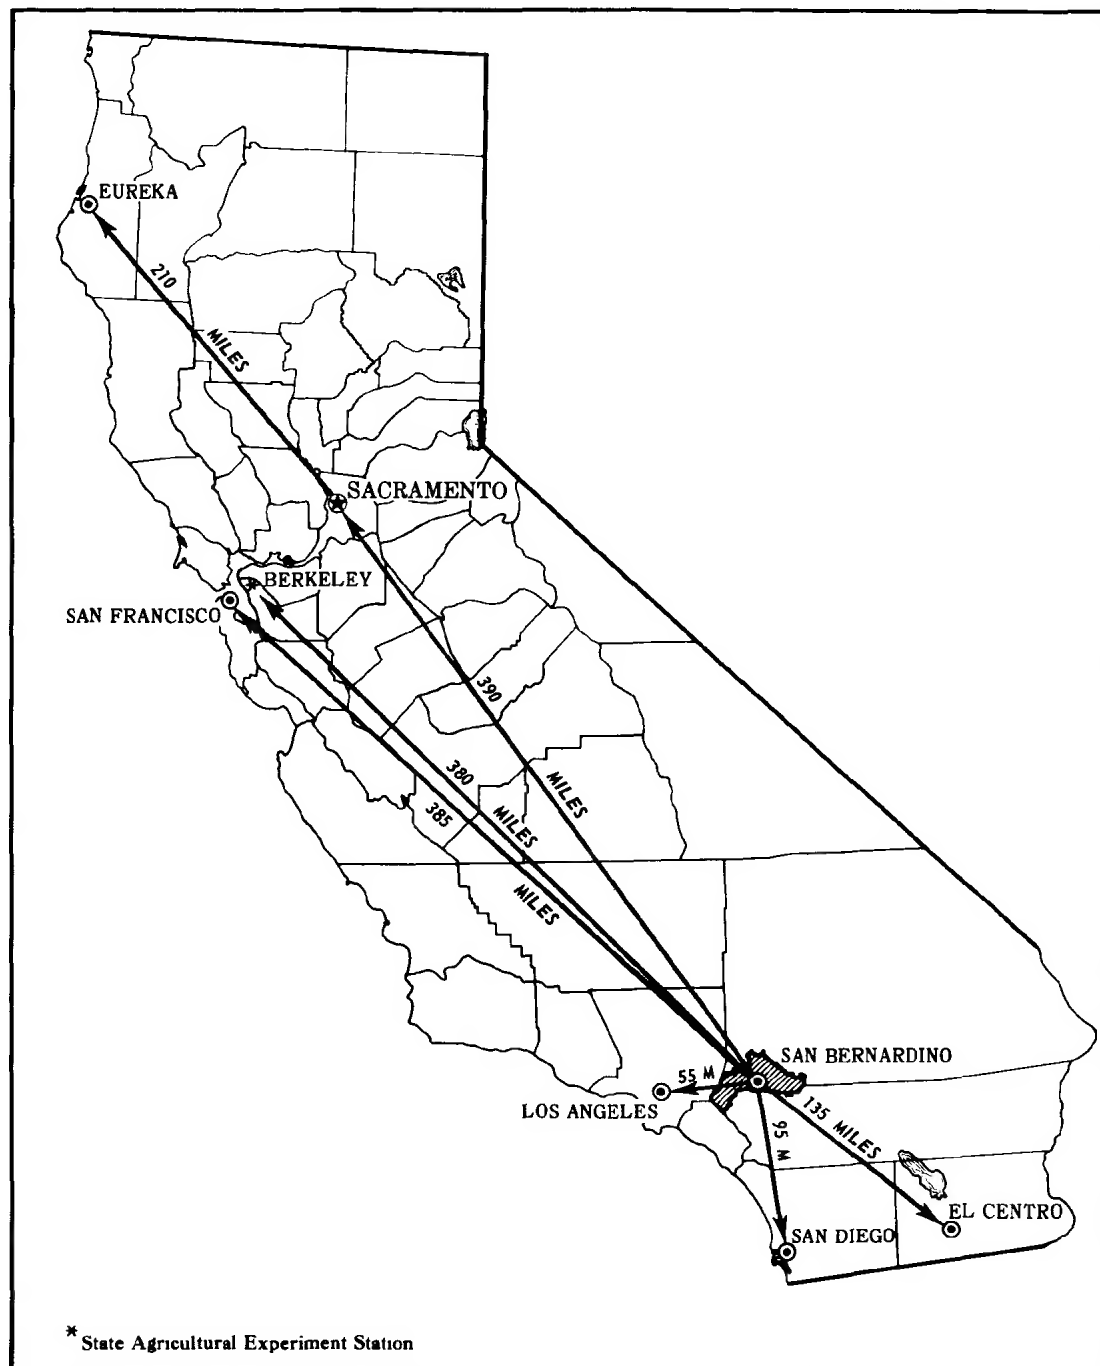 EUREKA
210
MILES
SACRAMENTO
* BERKELEY
SAN FRANCISCO
390
MILES
380
MILES
385
MILES
SAN BERNARDINO
55 M
LOS ANGELES
135 MILES
95 M
EL CENTRO
SAN DIEGO
* State Agricultural Experiment Station